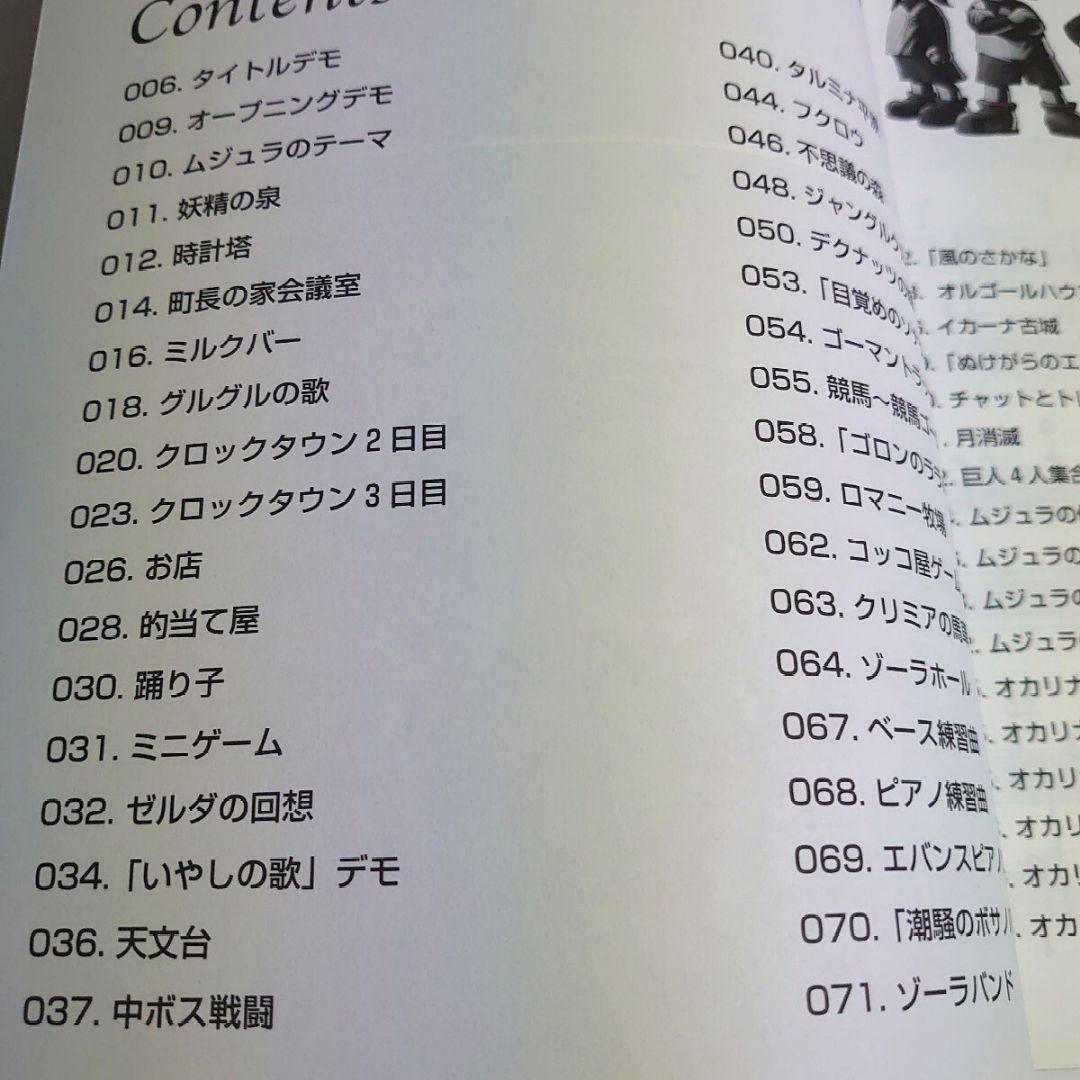 Contents
006. タイトルデモ
009. オープニングデモ
010. ムジュラのテーマ
011. 妖精の泉
012. 時計塔
014. 町長の家会議室
016. ミルクバー
018. グルグルの歌
020. クロックタウン2日目
023. クロックタウン3日目
026. お店
028. 的当て屋
030. 踊り子
031. ミニゲーム
032. ゼルダの回想
034. 「いやしの歌」デモ
036. 天文台
037. 中ボス戦闘
040. タルミナ
044. フクロウ
046. 不思議の森
048. ジャングルク
050. デクナッツの
053. 「目覚めのソ
054. ゴーマントラ
055. 競馬〜競馬ゴー
058. 「ゴロンのララ
059. ロマニー牧場
062. コッコ屋ゲーム
063. クリミアの馬車
064. ゾーラホール
067. ベース練習曲
068. ピアノ練習曲
069. エバンスピアノ
070. 「潮騒のボサノ
071. ゾーラバンド
「風のさかな」
オルゴールハウ
イカーナ古城
「ぬけがらのエ
チャットとト
月消滅
巨人4人集合
ムジュラの
ムジュラの
ムジュラの
ムジュラ
オカリナ
オカリナ
オカリ
オカリ
オカリ
オカ